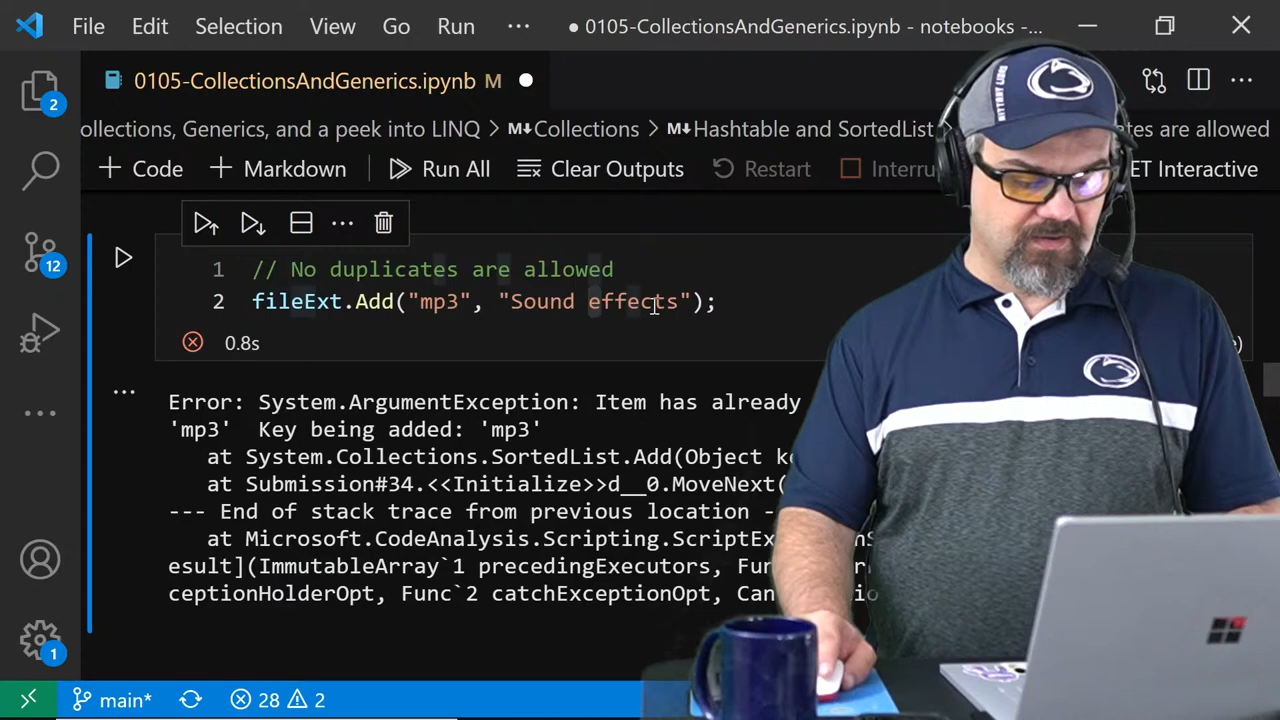 File Edit Selection View Go Run ··· ● 0105-CollectionsAndGenerics.ipynb - notebooks -...
0105-CollectionsAndGenerics.ipynb M
ollections, Generics, and a peek into LINQ > Collections > Hashtable and SortedList ates are allowed
+ Code + Markdown Run All Clear Outputs Restart Interru ET Interactive
1 // No duplicates are allowed
2 fileExt.Add("mp3", "Sound effects");
0.8s
Error: System.ArgumentException: Item has already
'mp3' Key being added: 'mp3'
at System.Collections.SortedList.Add(Object
at Submission#34.<<Initialize>>d__0.MoveNext(
--- End of stack trace from previous location -
at Microsoft.CodeAnalysis.Scripting.ScriptEx
esult](ImmutableArray`1 precedingExecutors,
ceptionHolderOpt, Func`2 catchExceptionOpt,
main* 28 2
2
12
1